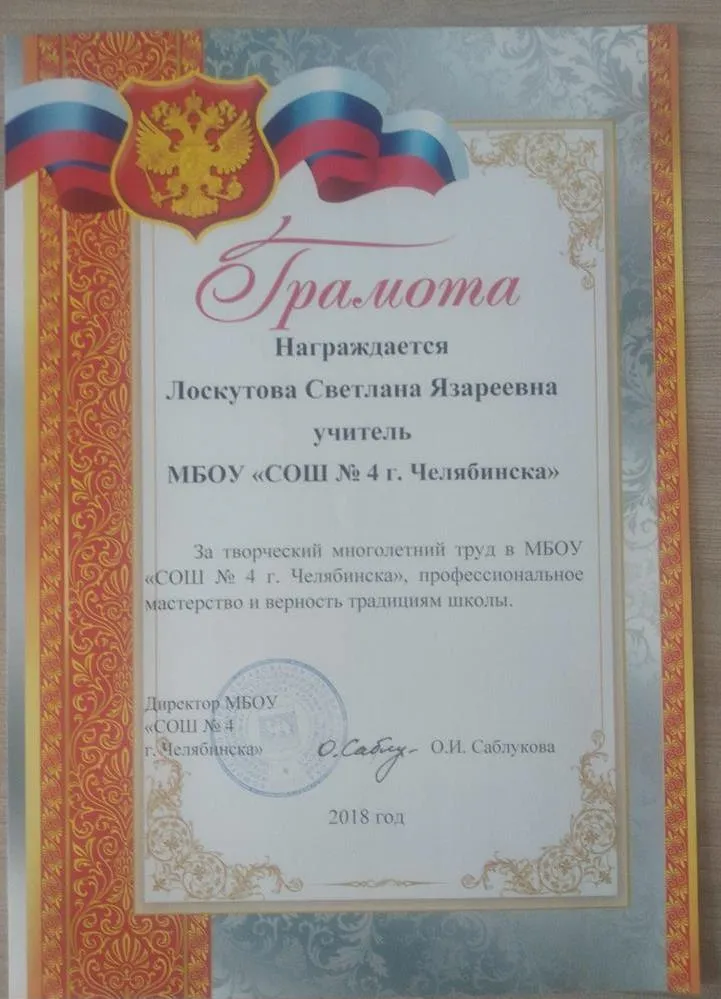 Грамота
Награждается
Лоскутова Светлана Язареевна
учитель
МБОУ «СОШ № 4 г. Челябинска»
За творческий многолетний труд в МБОУ
«СОШ № 4 г. Челябинска», профессиональное
мастерство и верность традициям школы.
Директор МБОУ
«СОШ № 4
г. Челябинска» О.Саблу- О.И. Саблукова
2018 год